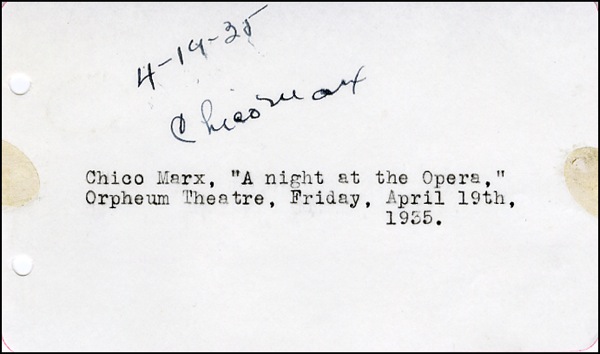 4-19-35
Chico Marx
Chico Marx, "A night at the Opera,"
Orpheum Theatre, Friday, April 19th,
1935.